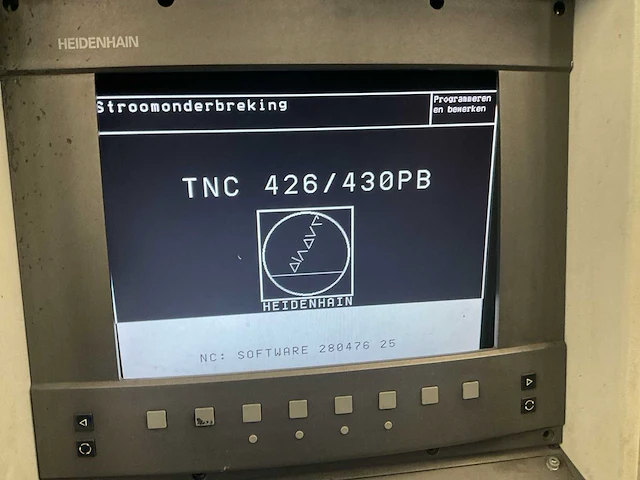 HEIDENHAIN
Stroomonderbreking
Programmeren
en bewerken
TNC 426/430PB
HEIDENHAIN
NC: SOFTWARE 280476 25